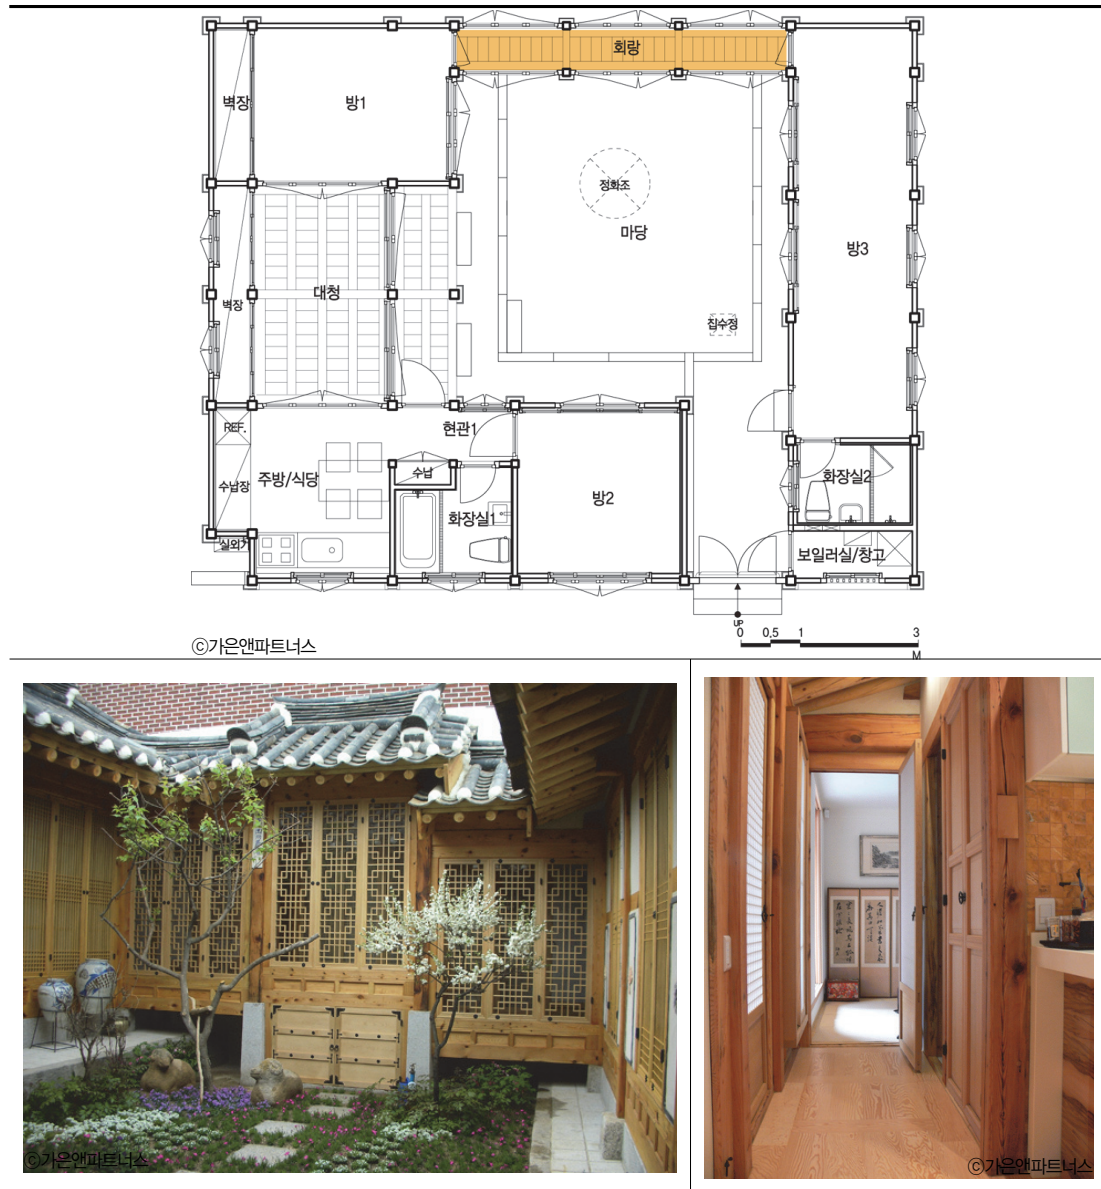 회랑
벽장
방1
정화조
마당
방3
대청
벽장
집수정
REF.
현관1
수납
수납장
주방/식당
화장실1
방2
화장실2
실외기
보일러실/창고
UP
0 0.5 1 3
M
ⓒ가은앤파트너스
ⓒ가은앤파트너스
ⓒ가은앤파트너스